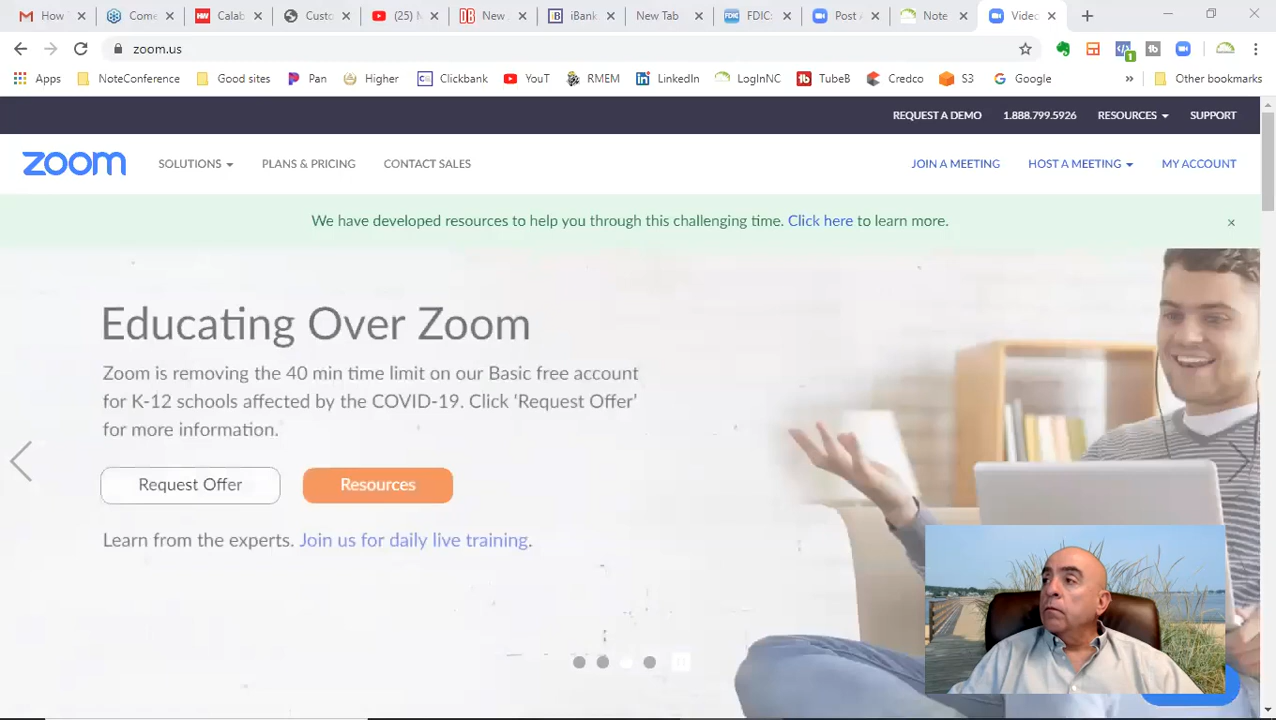 How
Come
Calab
Custo
(25) M
New
iBank
New Tab
FDIC:
Post A
Note
Video
zoom.us
1
Apps
NoteConference
Good sites
Pan
Higher
Clickbank
YouT
RMEM
LinkedIn
LogInNC
TubeB
Credco
S3
Google
»
Other bookmarks
REQUEST A DEMO
1.888.799.5926
RESOURCES
SUPPORT
zoom
SOLUTIONS
PLANS & PRICING
CONTACT SALES
JOIN A MEETING
HOST A MEETING
MY ACCOUNT
We have developed resources to help you through this challenging time. Click here to learn more.
Educating Over Zoom
Zoom is removing the 40 min time limit on our Basic free account
for K-12 schools affected by the COVID-19. Click ‘Request Offer’
for more information.
Request Offer
Resources
Learn from the experts. Join us for daily live training.